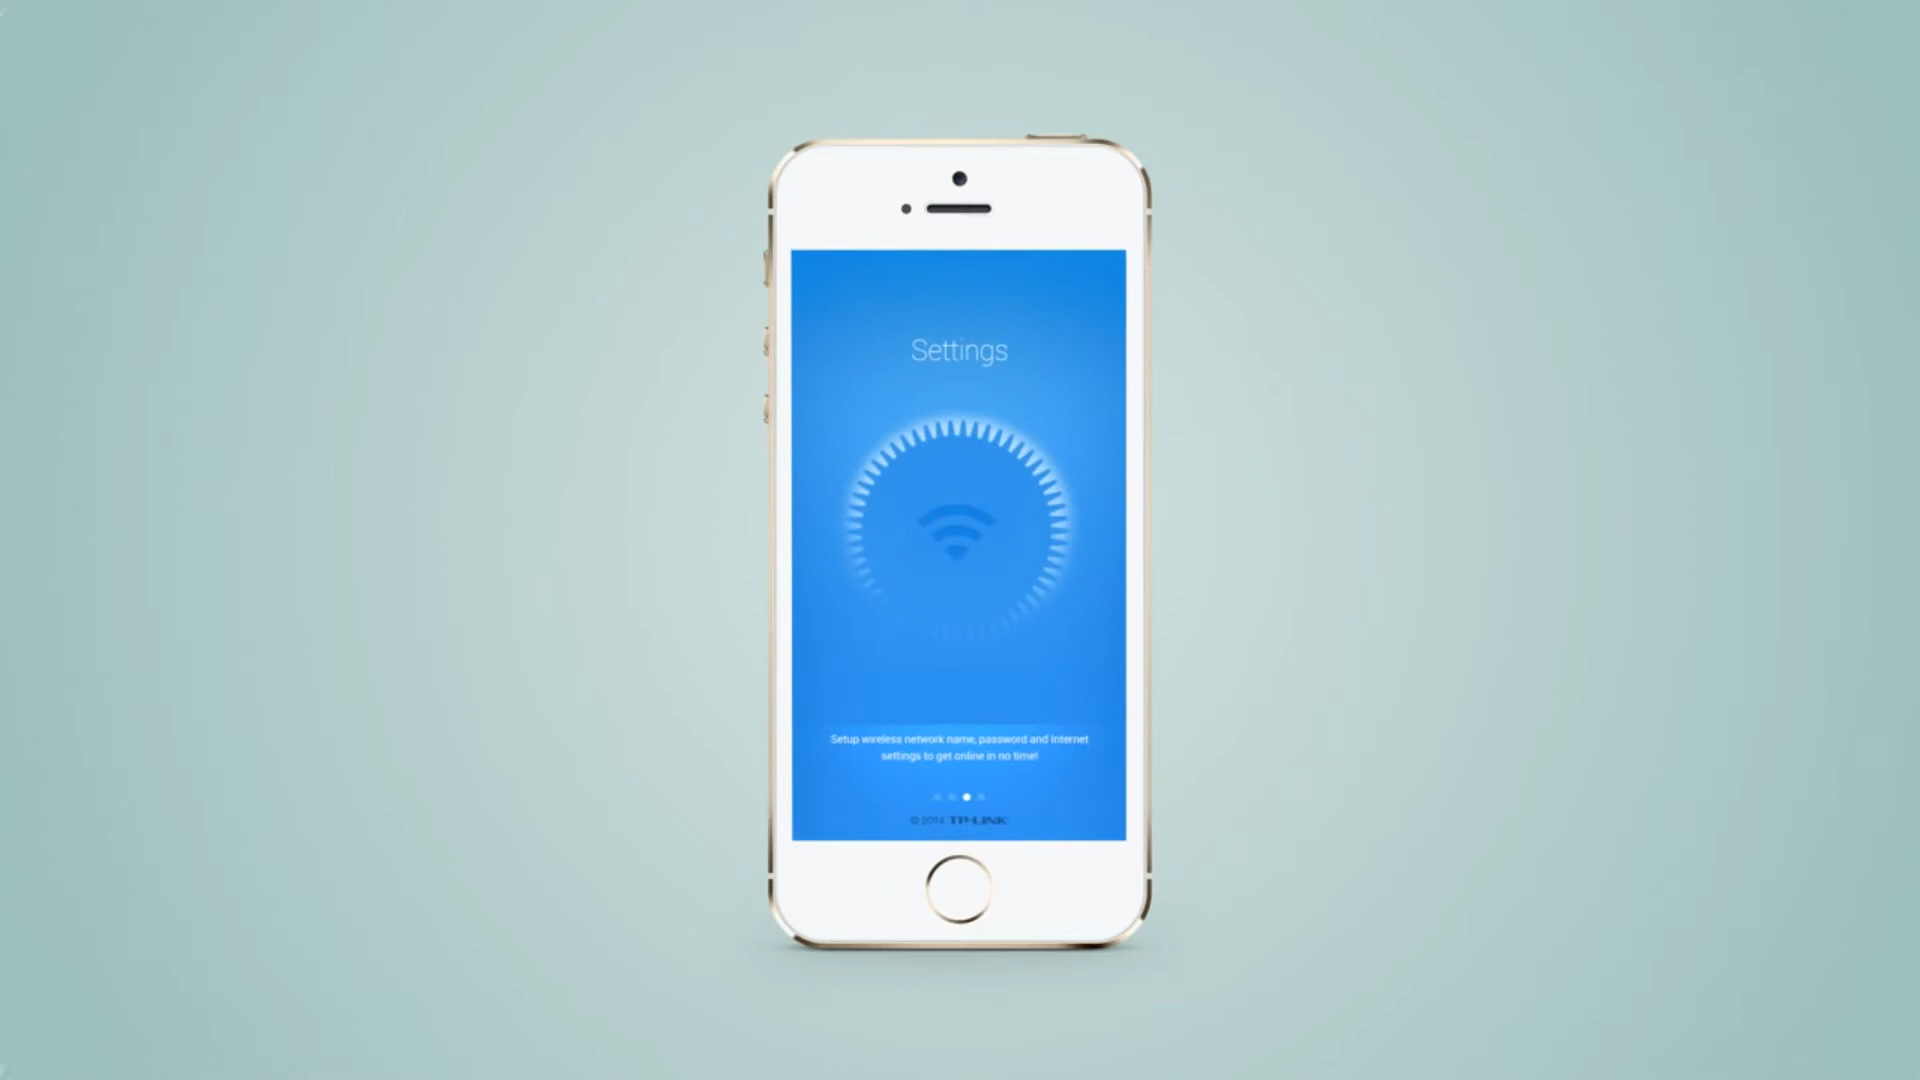 Settings
Setup wireless network name, password and Internet
settings to get online in no time!
© 2014 TP-LINK